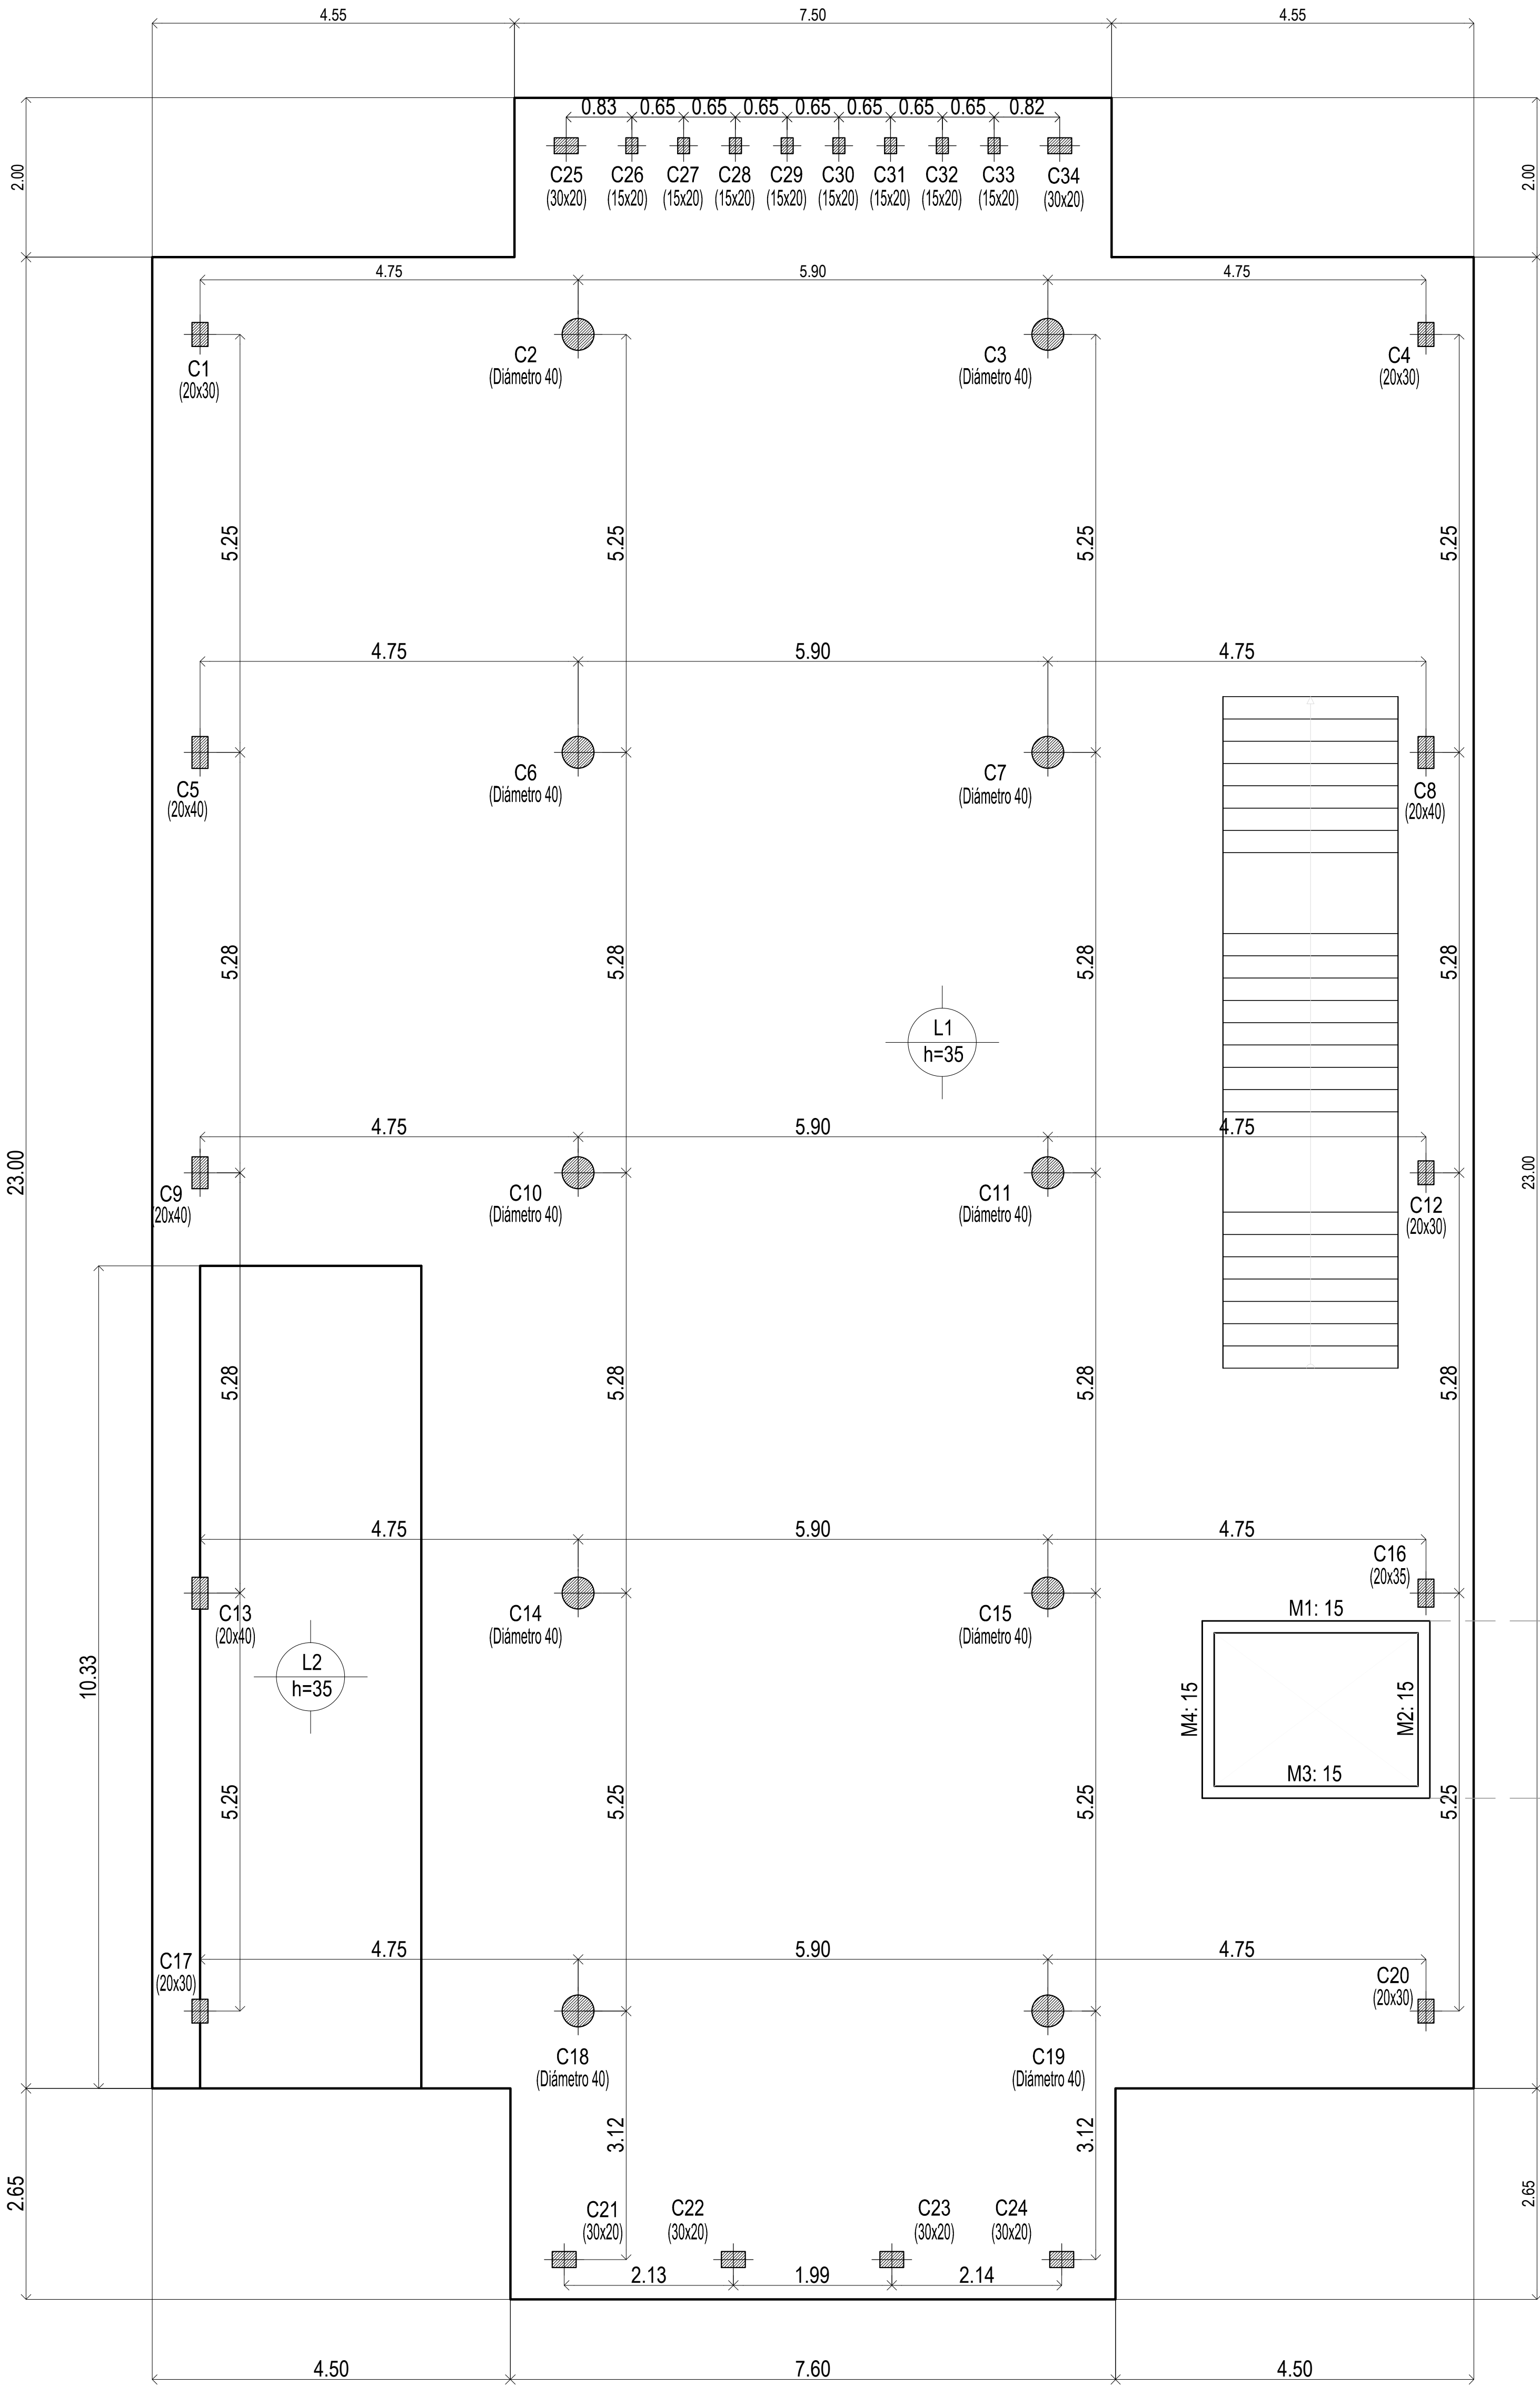 4.55 7.50 4.55
0.83 0.65 0.65 0.65 0.65 0.65 0.65 0.65 0.82
2.00 2.00
C25 C26 C27 C28 C29 C30 C31 C32 C33 C34
(30x20) (15x20) (15x20) (15x20) (15x20) (15x20) (15x20) (15x20) (15x20) (30x20)
4.75 5.90 4.75
C1 C2 C3 C4
(20x30) (Diámetro 40) (Diámetro 40) (20x30)
5.25 5.25 5.25 5.25
4.75 5.90 4.75
C5 C6 C7 C8
(20x40) (Diámetro 40) (Diámetro 40) (20x40)
5.28 5.28 5.28 5.28
L1
h=35
4.75 5.90 4.75
23.00 23.00
C9 C10 C11 C12
(20x40) (Diámetro 40) (Diámetro 40) (20x30)
5.28 5.28 5.28 5.28
4.75 5.90 4.75
C16
(20x35)
C13 C14 C15
(20x40) (Diámetro 40) (Diámetro 40)
M1: 15
10.33
L2
h=35
M4: 15 M2: 15
M3: 15
5.25 5.25 5.25 5.25
4.75 5.90 4.75
C17
(20x30)
C20
(20x30)
C18 C19
(Diámetro 40) (Diámetro 40)
3.12 3.12
2.65 2.65
C21 C22 C23 C24
(30x20) (30x20) (30x20) (30x20)
2.13 1.99 2.14
4.50 7.60 4.50